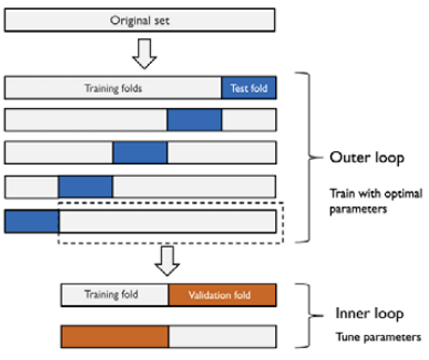 Original set
Training folds
Test fold
Outer loop
Train with optimal
parameters
Training fold
Validation fold
Inner loop
Tune parameters